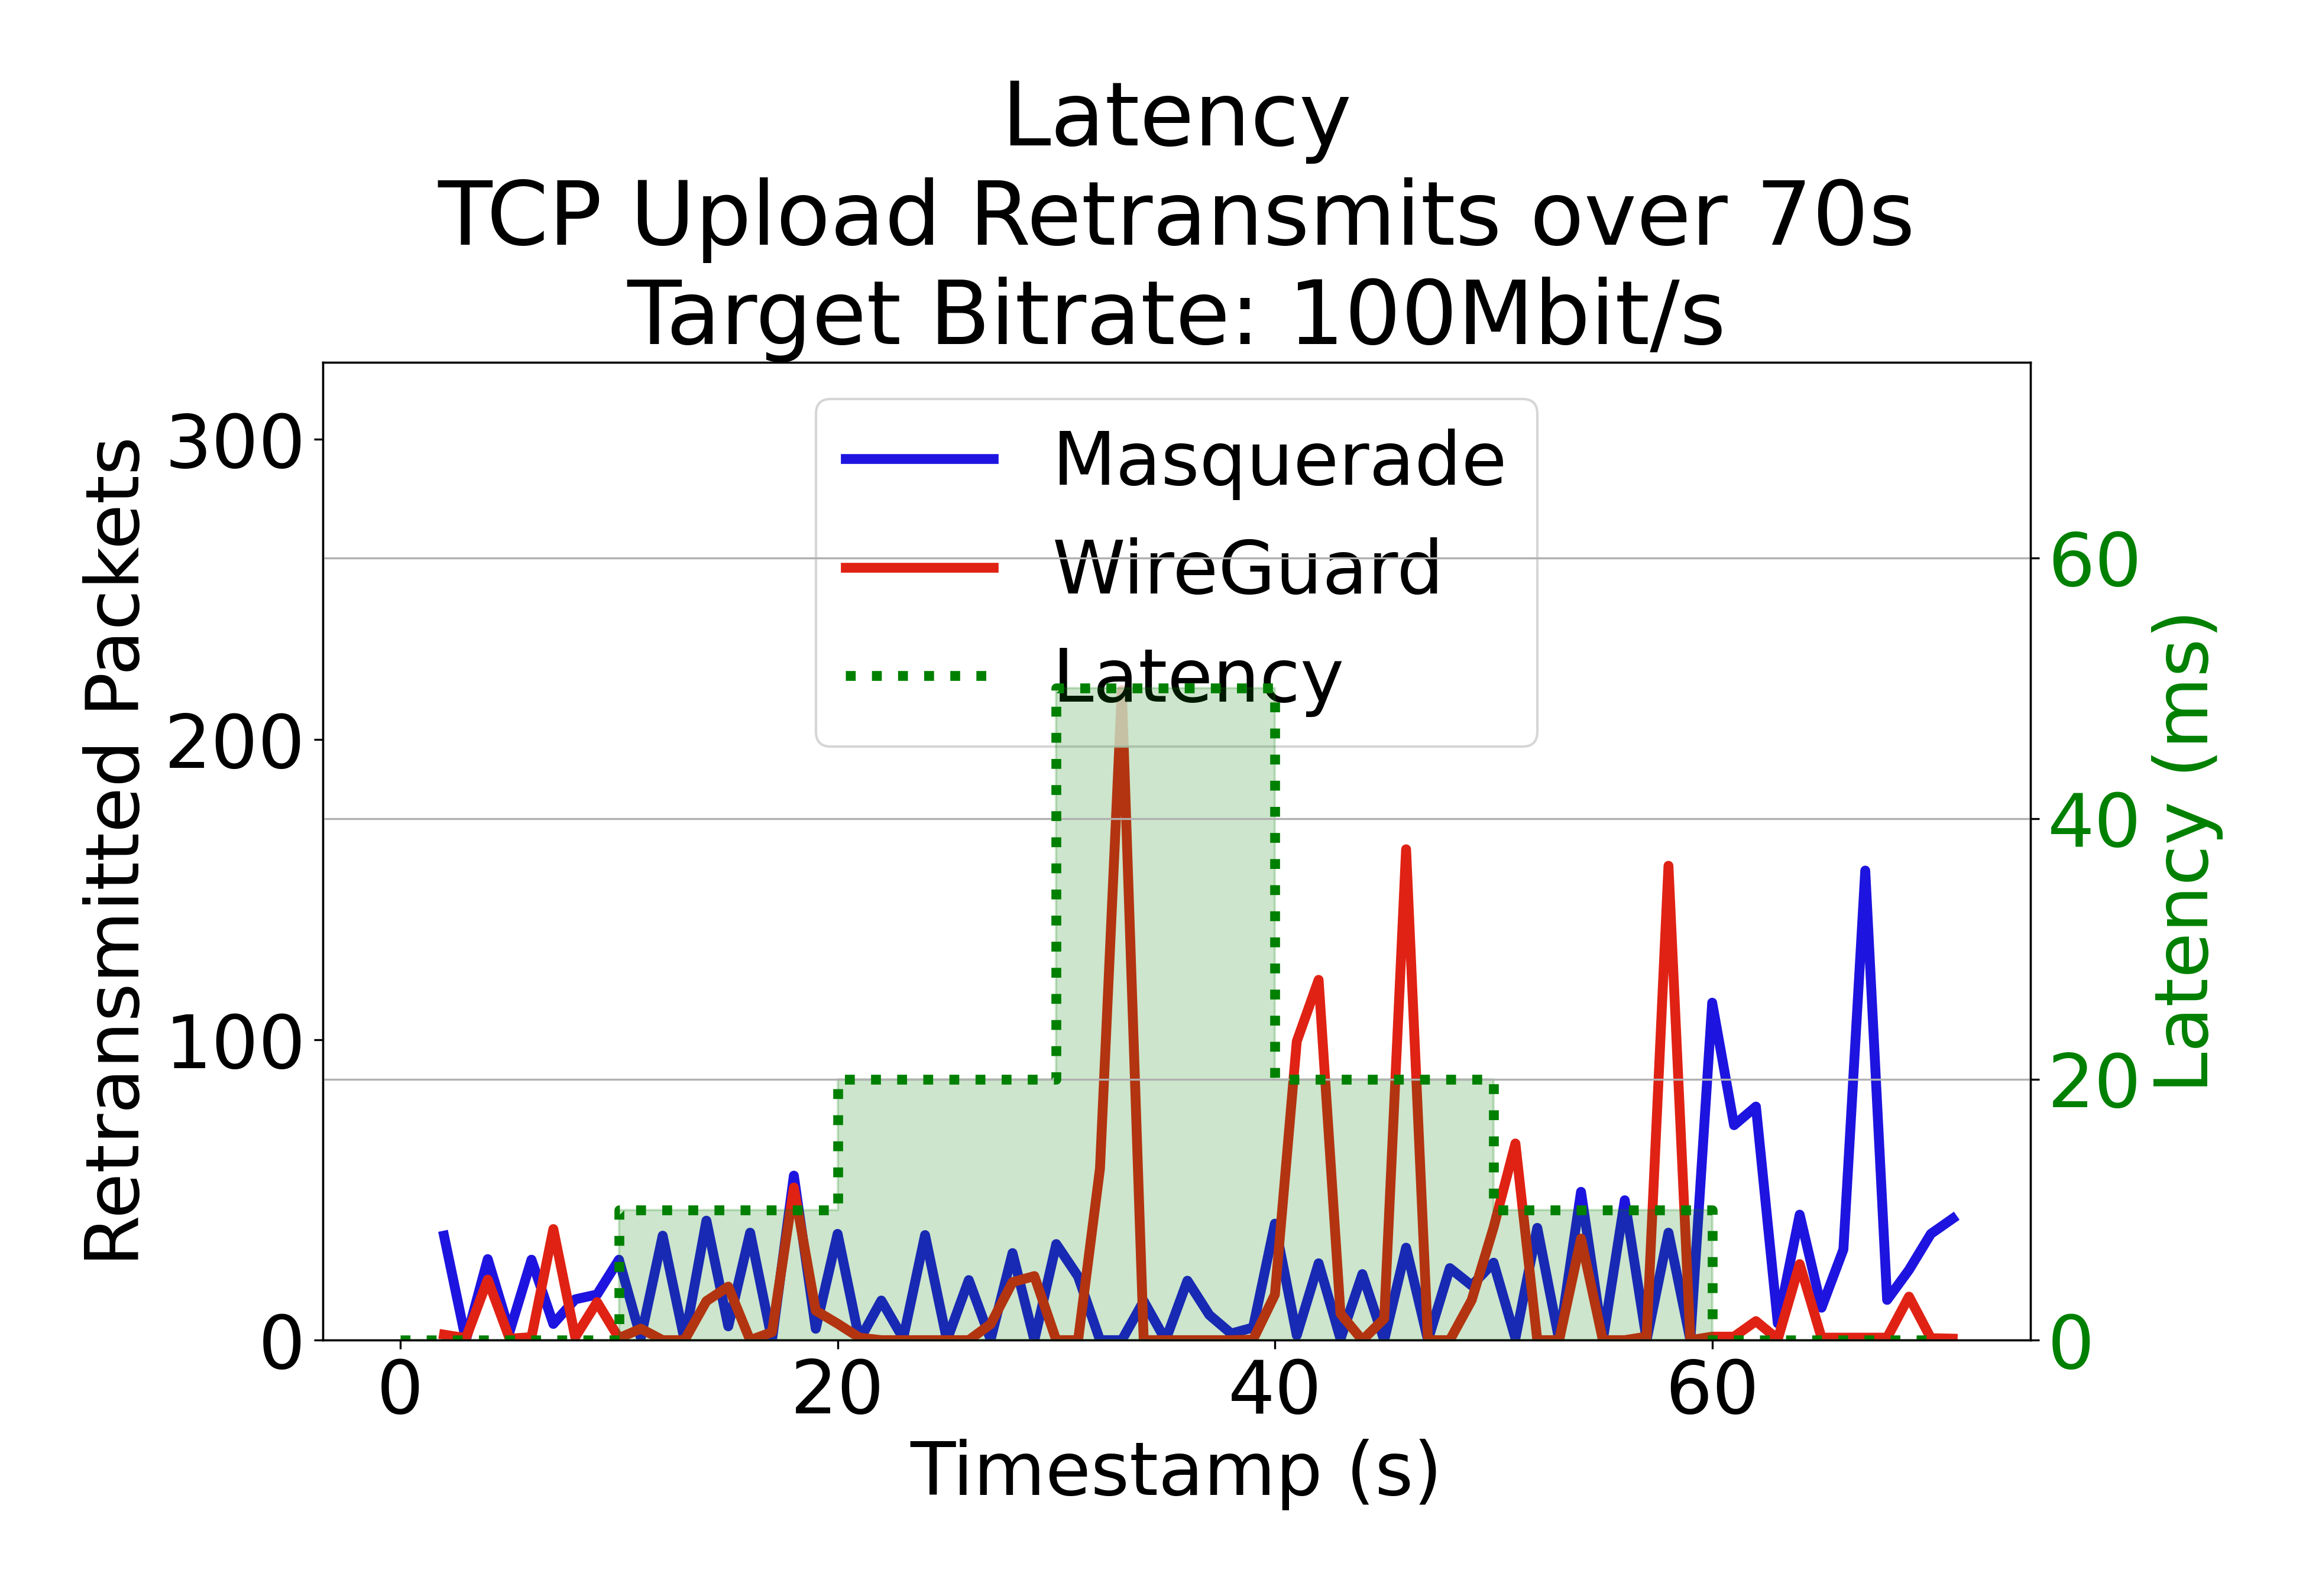 Latency
TCP Upload Retransmits over 70s
Target Bitrate: 100Mbit/s
Retransmitted Packets
300
200
100
0
Masquerade
WireGuard
Latency
60
40
20
0
Latency (ms)
0 20 40 60
Timestamp (s)